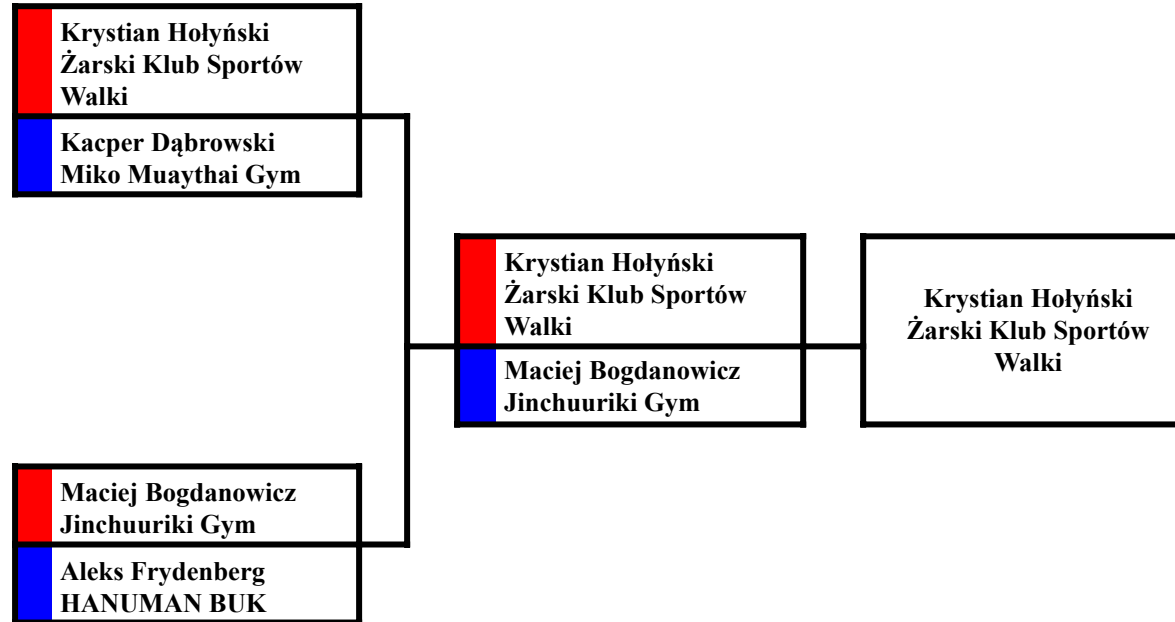 Krystian Hołyński
Żarski Klub Sportów
Walki
Kacper Dąbrowski
Miko Muaythai Gym
Krystian Hołyński
Żarski Klub Sportów
Walki
Maciej Bogdanowicz
Jinchuuriki Gym
Krystian Hołyński
Żarski Klub Sportów
Walki
Maciej Bogdanowicz
Jinchuuriki Gym
Aleks Frydenberg
HANUMAN BUK